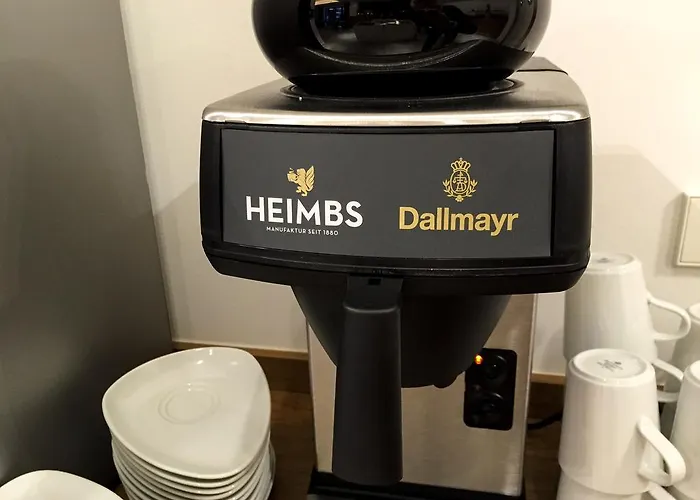 HEIMBS
MANUFAKTUR SEIT 1880
Dallmayr